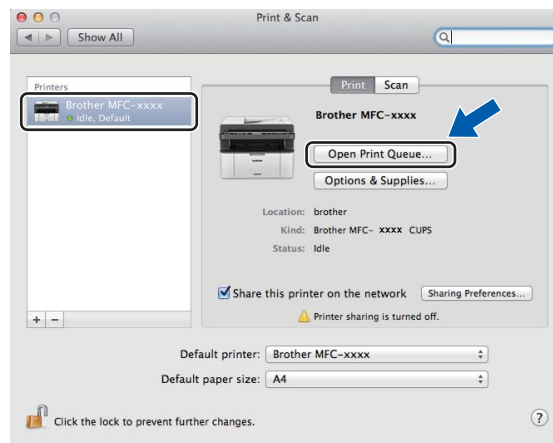 Print & Scan
Show All
Printers
Brother MFC-xxxx
Idle, Default
+ −
Print Scan
Brother MFC-xxxx
Open Print Queue...
Options & Supplies...
Location: brother
Kind: Brother MFC- xxxx CUPS
Status: Idle
Share this printer on the network Sharing Preferences...
Printer sharing is turned off.
Default printer: Brother MFC-xxxx
Default paper size: A4
Click the lock to prevent further changes. ?